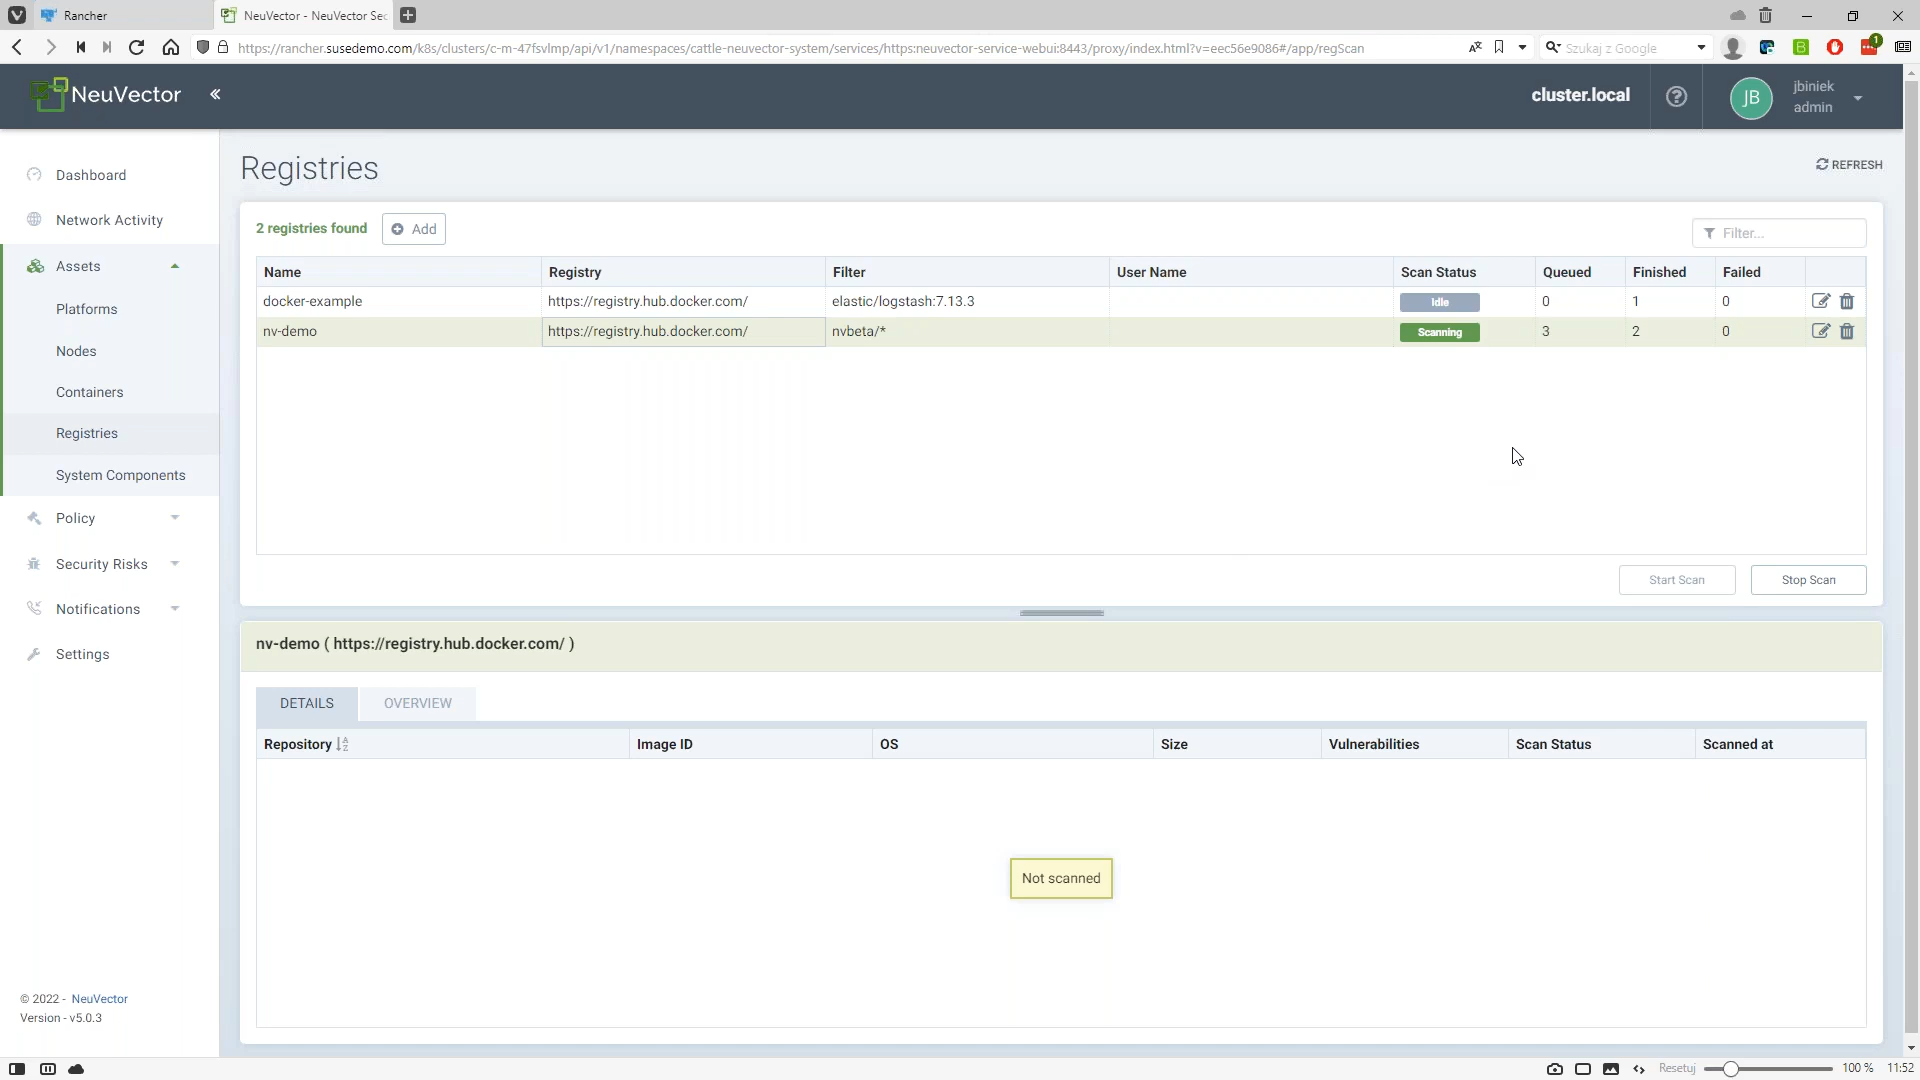 Rancher
NeuVector - NeuVector Sec
https://rancher.susedemo.com/k8s/clusters/c-m-47fsvlmp/api/v1/namespaces/cattle-neuvector-system/services/https:neuvector-service-webui:8443/proxy/index.html?v=eec56e9086#/app/regScan
Szukaj z Google
1
NeuVector
cluster.local
JB
jbiniek
admin
Dashboard
Network Activity
Assets
Platforms
Nodes
Containers
Registries
System Components
Policy
Security Risks
Notifications
Settings
© 2022 - NeuVector
Version - v5.0.3
Registries
REFRESH
2 registries found
Add
Filter...
Name Registry Filter User Name Scan Status Queued Finished Failed
docker-example https://registry.hub.docker.com/ elastic/logstash:7.13.3 Idle 0 1 0
nv-demo https://registry.hub.docker.com/ nvbeta/* Scanning 3 2 0
Start Scan Stop Scan
nv-demo ( https://registry.hub.docker.com/ )
DETAILS OVERVIEW
Repository Image ID OS Size Vulnerabilities Scan Status Scanned at
Not scanned
Resetuj 100 % 11:52